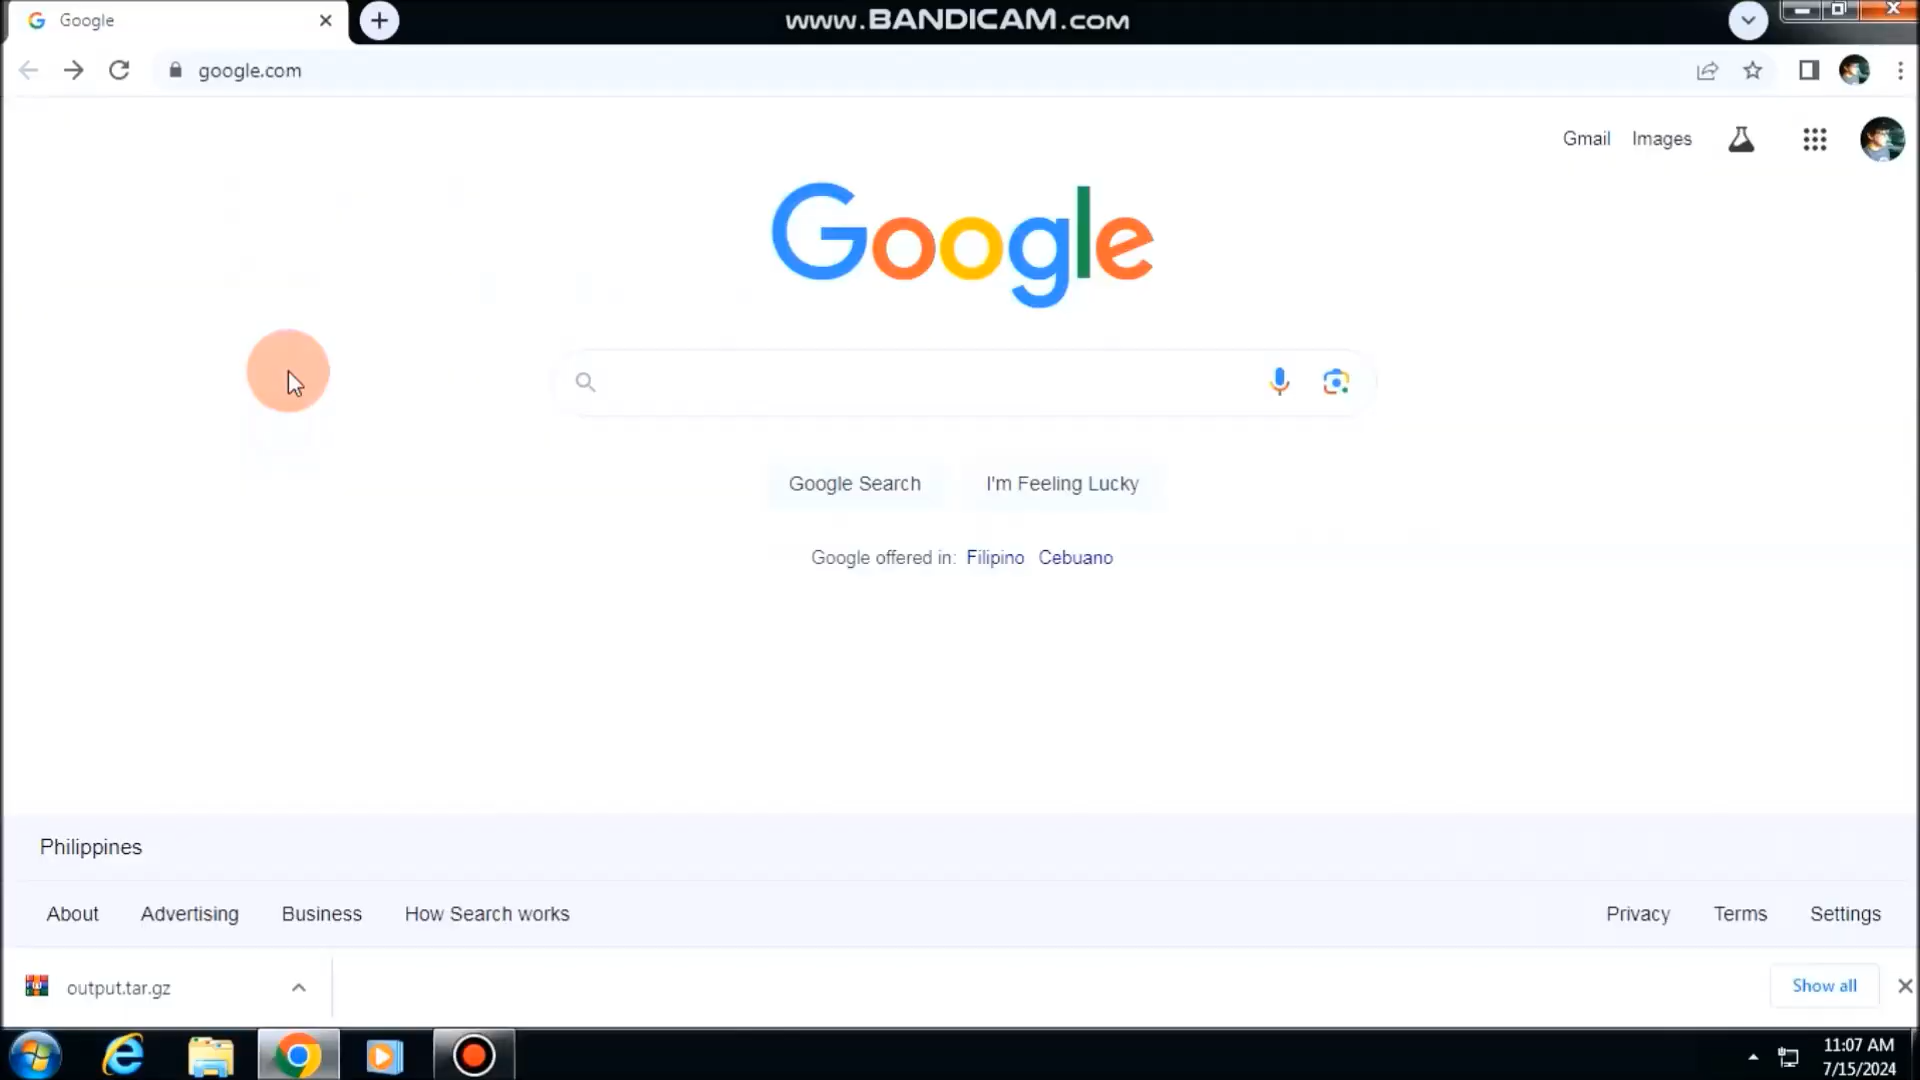 Google
www.BANDICAM.com
google.com
Gmail Images
Google
Google Search I'm Feeling Lucky
Google offered in: Filipino Cebuano
Philippines
About Advertising Business How Search works Privacy Terms Settings
output.tar.gz Show all
11:07 AM
7/15/2024